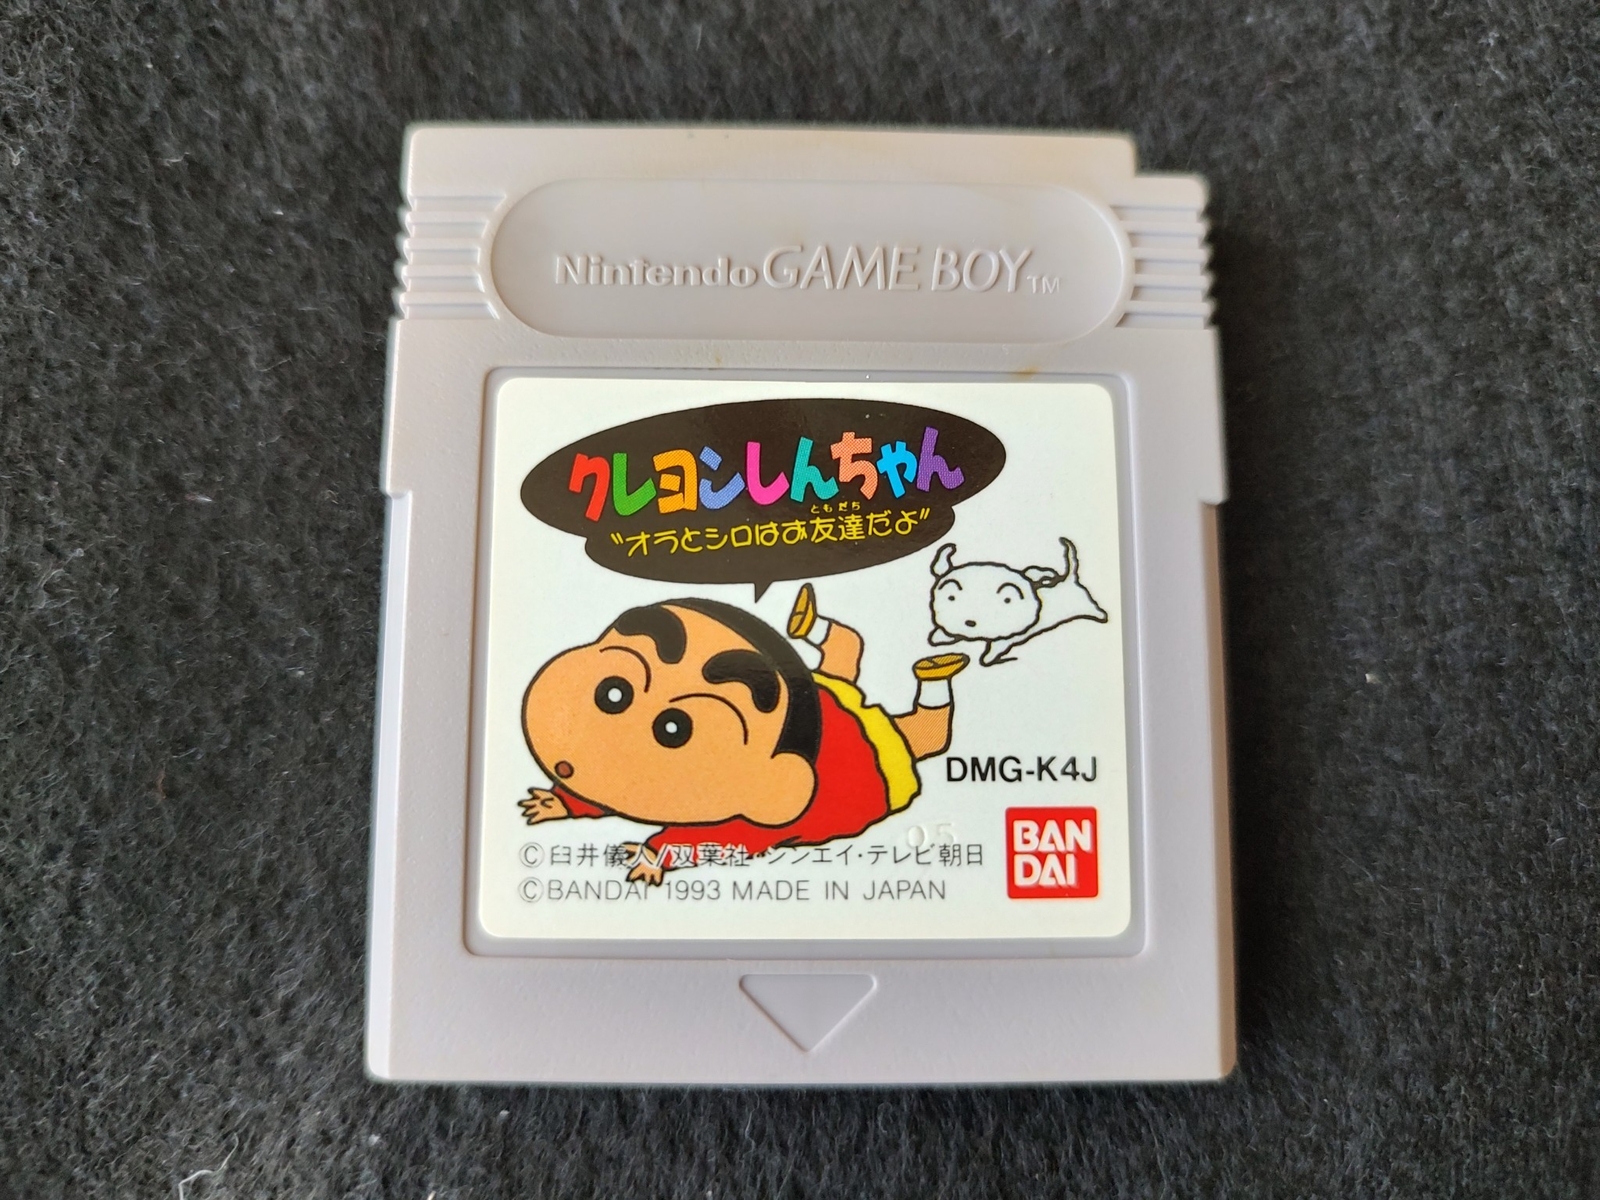 Nintendo GAME BOY TM
クレヨンしんちゃん
ともだち
"オラとシロはお友達だよ"
DMG-K4J
05
BAN
DAI
©臼井儀人/双葉社・シンエイ・テレビ朝日
©BANDAI 1993 MADE IN JAPAN